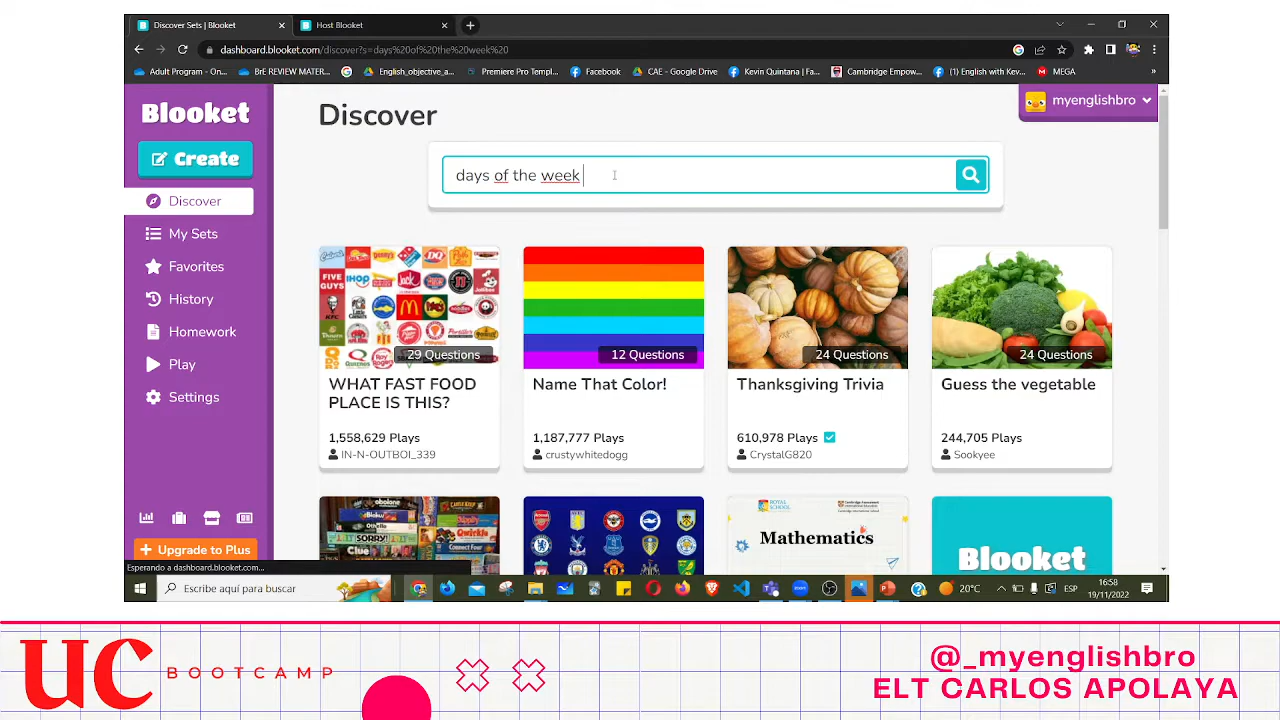 Discover Sets | Blooket
Host Blooket
dashboard.blooket.com/discover?s=days%20of%20the%20week%20
Adult Program - On...
BrE REVIEW MATER...
English_objective_a...
Premiere Pro Templ...
Facebook
CAE - Google Drive
Kevin Quintana | Fa...
Cambridge Empow...
(1) English with Kev...
MEGA
»
Blooket
Create
Discover
My Sets
Favorites
History
Homework
Play
Settings
Upgrade to Plus
Esperando a dashboard.blooket.com...
Discover
myenglishbro
days of the week
29 Questions
WHAT FAST FOOD
PLACE IS THIS?
1,558,629 Plays
IN-N-OUTBOI_339
12 Questions
Name That Color!
1,187,777 Plays
crustywhitedogg
24 Questions
Thanksgiving Trivia
610,978 Plays
CrystalG820
24 Questions
Guess the vegetable
244,705 Plays
Sookyee
Mathematics
Blooket
Escribe aquí para buscar
20°C
ESP
16:58
19/11/2022
UC
BOOTCAMP
@_myenglishbro
ELT CARLOS APOLAYA